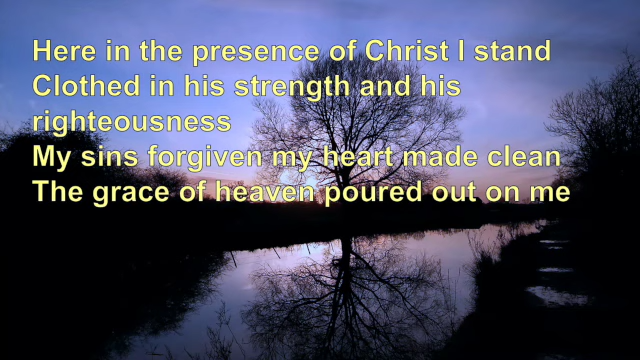 Here in the presence of Christ I stand
Clothed in his strength and his
righteousness
My sins forgiven my heart made clean
The grace of heaven poured out on me